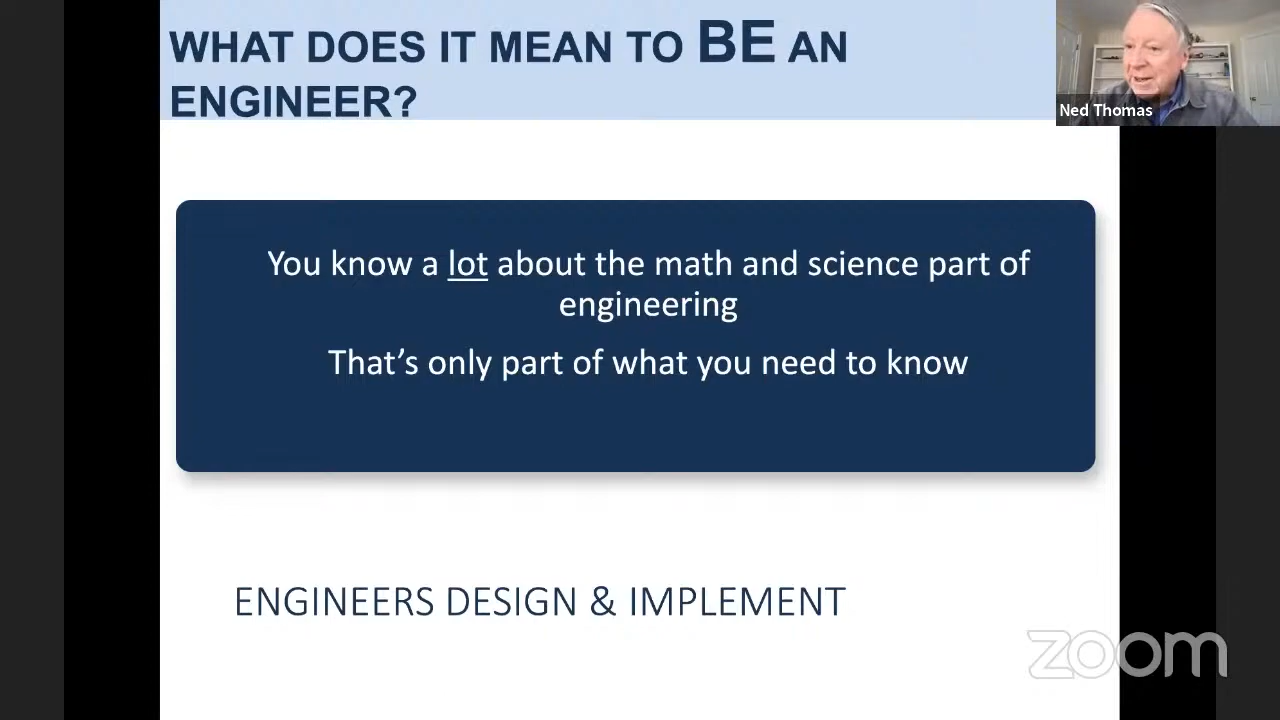 WHAT DOES IT MEAN TO BE AN
ENGINEER?
Ned Thomas
You know a lot about the math and science part of
engineering
That's only part of what you need to know
ENGINEERS DESIGN & IMPLEMENT
zoom